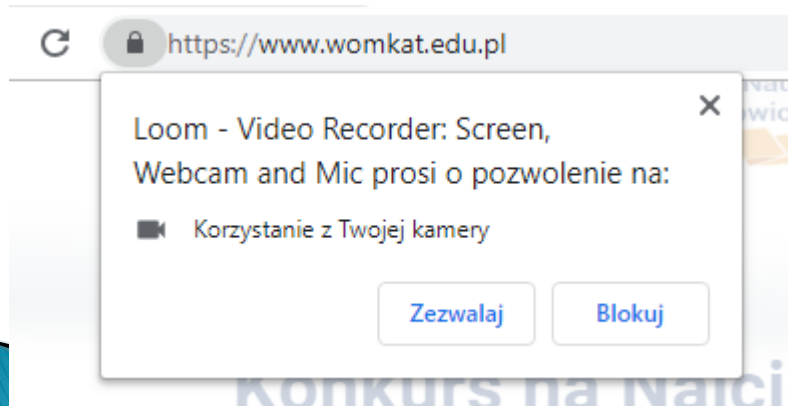 https://www.womkat.edu.pl
Loom - Video Recorder: Screen,
Webcam and Mic prosi o pozwolenie na:
Korzystanie z Twojej kamery
Zezwalaj
Blokuj
Konkurs na